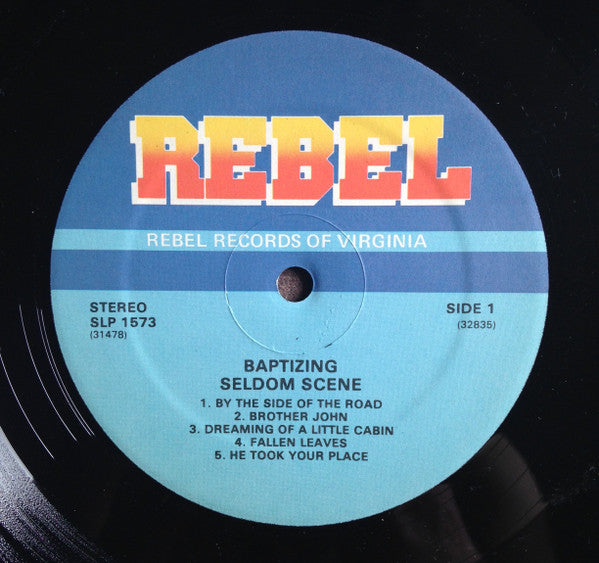 REBEL
REBEL RECORDS OF VIRGINIA
STEREO
SLP 1573
(31478)
SIDE 1
(32835)
BAPTIZING
SELDOM SCENE
1. BY THE SIDE OF THE ROAD
2. BROTHER JOHN
3. DREAMING OF A LITTLE CABIN
4. FALLEN LEAVES
5. HE TOOK YOUR PLACE